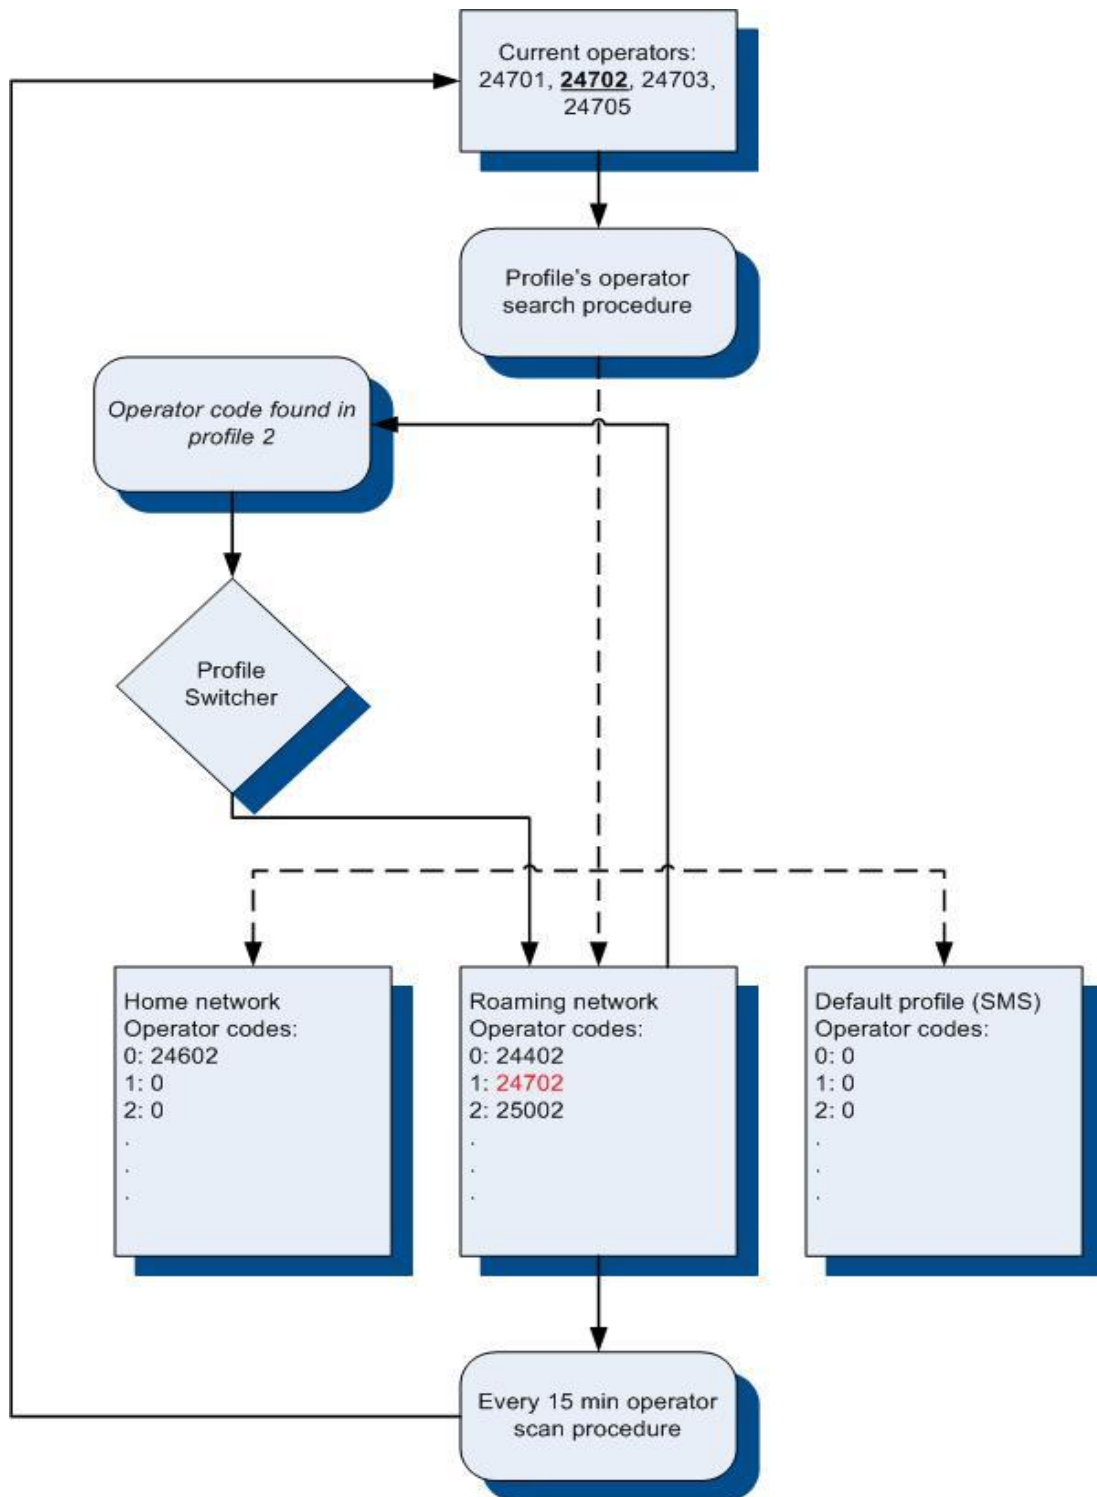 Current operators:
24701, 24702, 24703,
24705
Profile's operator
search procedure
Operator code found in
profile 2
Profile
Switcher
Home network
Operator codes:
0: 24602
1: 0
2: 0
.
.
.
Roaming network
Operator codes:
0: 24402
1: 24702
2: 25002
.
.
.
Default profile (SMS)
Operator codes:
0: 0
1: 0
2: 0
.
.
.
Every 15 min operator
scan procedure